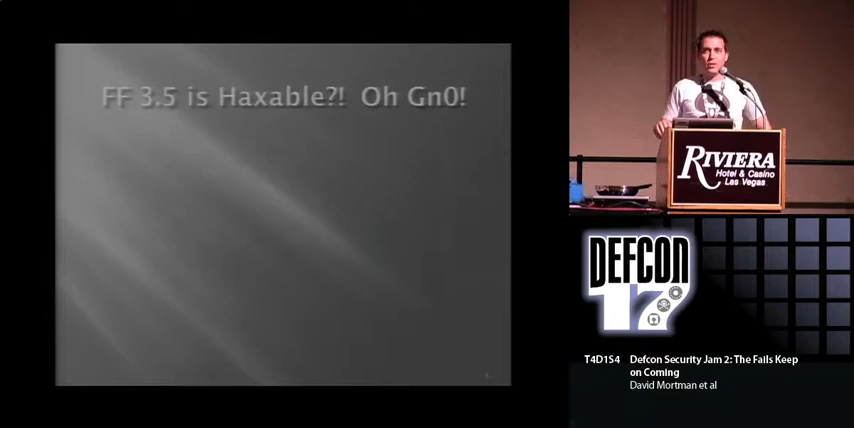 FF 3.5 is Haxable?! Oh Gn0!
RIVIERA
Hotel & Casino
Las Vegas
DEFCON
17
T4D1S4 Defcon Security Jam 2: The Fails Keep
on Coming
David Mortman et al